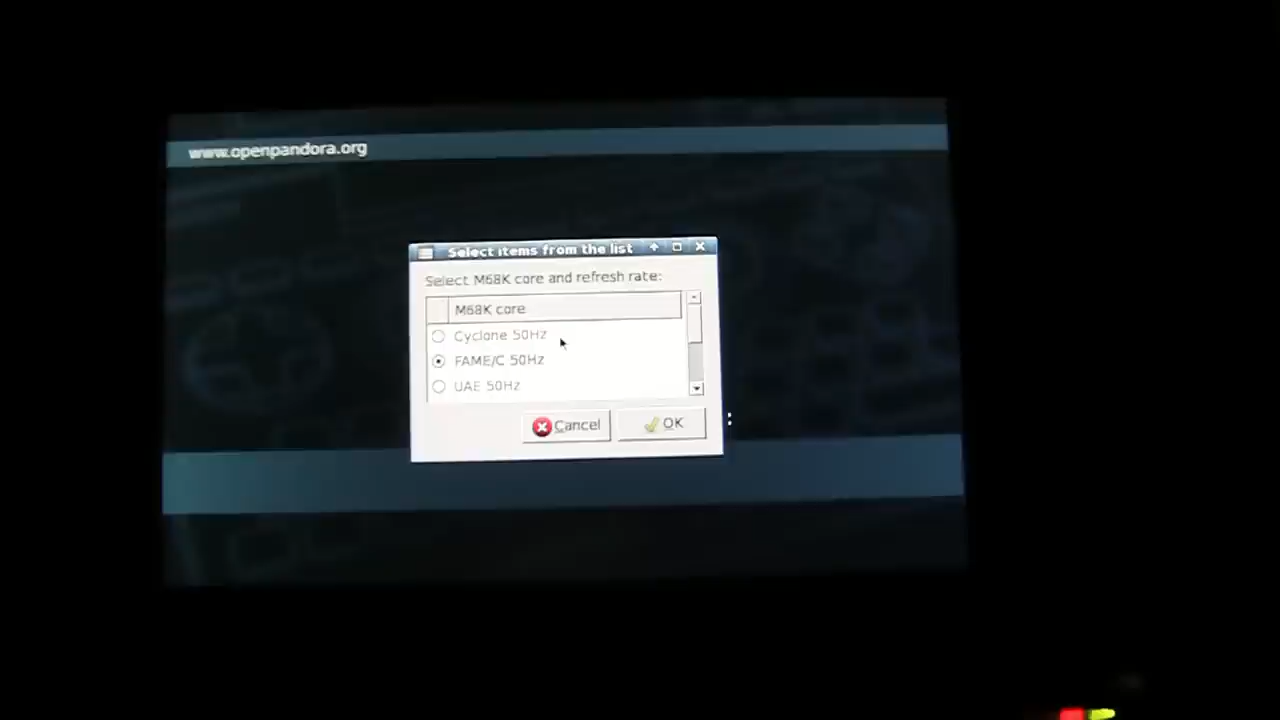 www.openpandora.org
Select items from the list
Select M68K core and refresh rate:
M68K core
Cyclone 50Hz
FAME/C 50Hz
UAE 50Hz
Cancel
OK